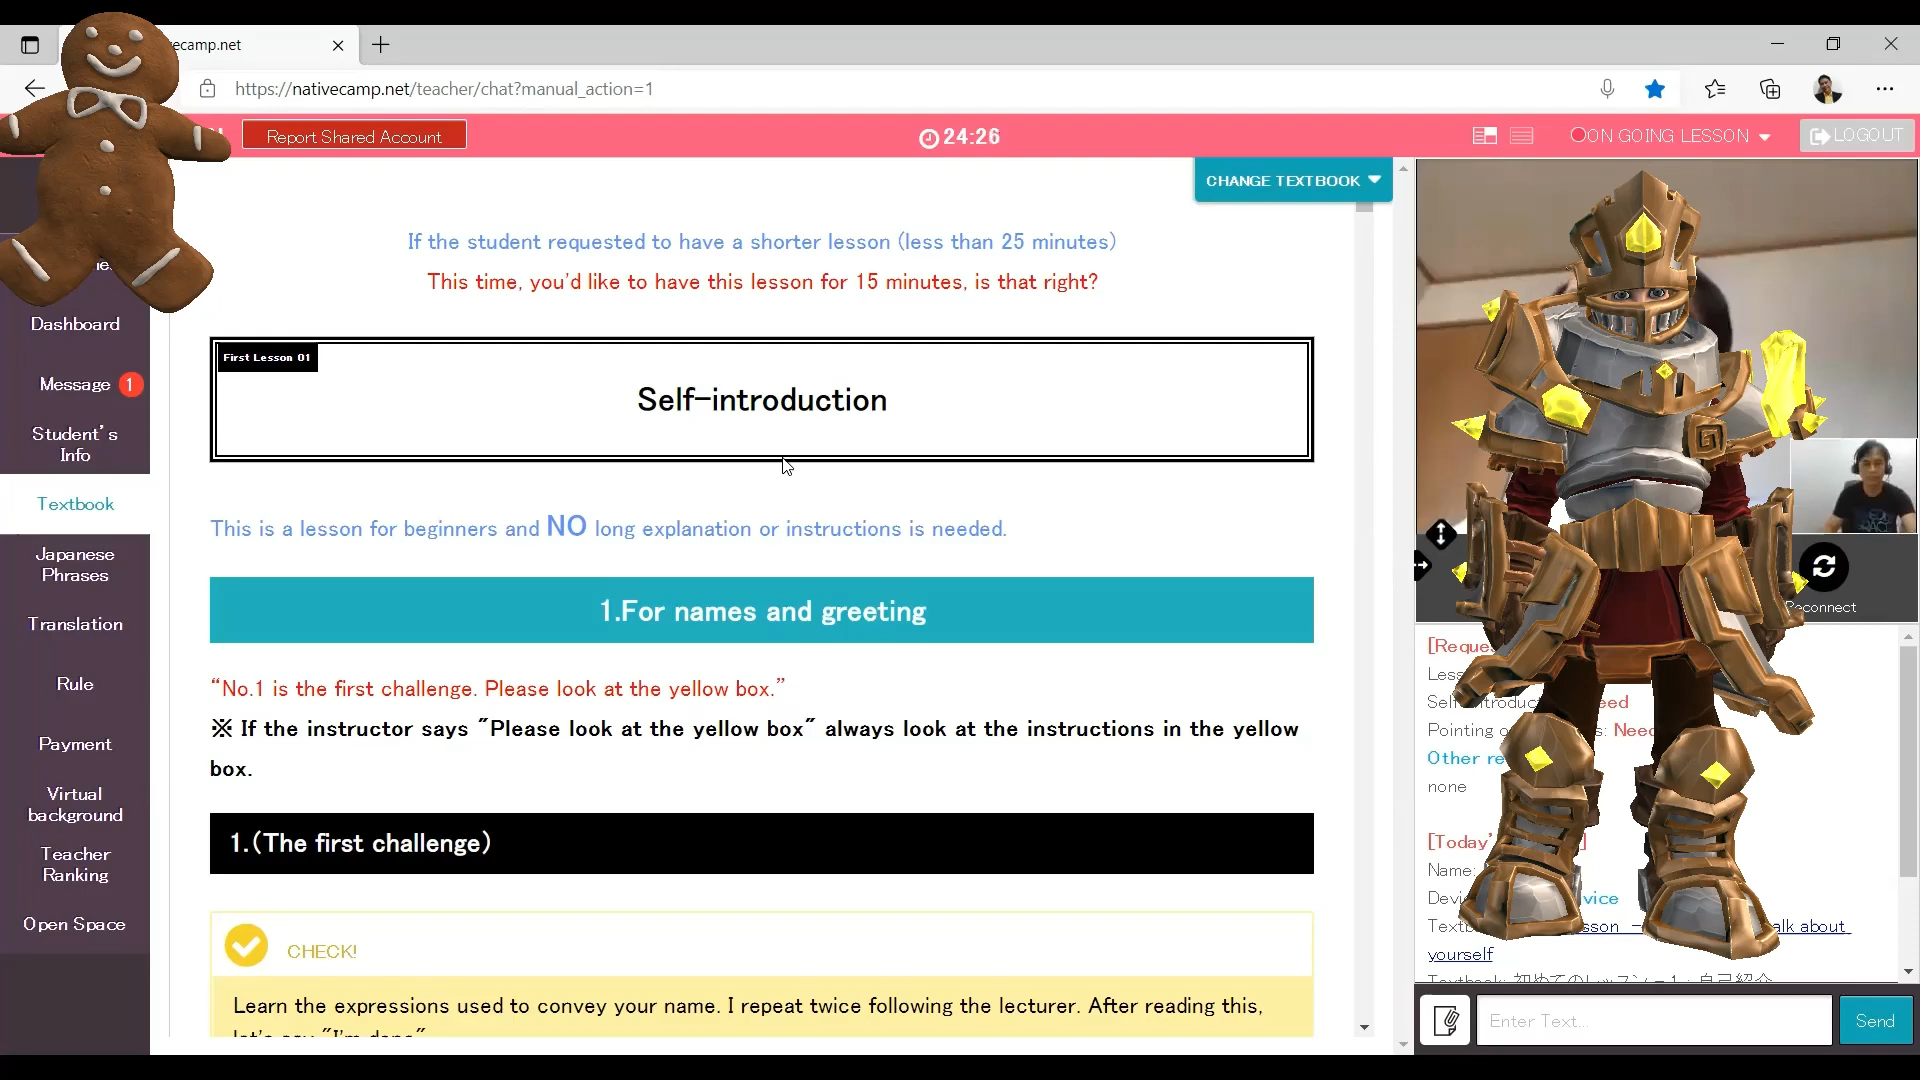 ecamp.net
https://nativecamp.net/teacher/chat?manual_action=1
Report Shared Account
24:26
ON GOING LESSON
LOGOUT
CHANGE TEXTBOOK
If the student requested to have a shorter lesson (less than 25 minutes)
This time, you'd like to have this lesson for 15 minutes, is that right?
First Lesson 01
Self-introduction
This is a lesson for beginners and NO long explanation or instructions is needed.
1.For names and greeting
“No.1 is the first challenge. Please look at the yellow box.”
※ If the instructor says "Please look at the yellow box" always look at the instructions in the yellow
box.
1.(The first challenge)
CHECK!
Learn the expressions used to convey your name. I repeat twice following the lecturer. After reading this,
let's say "I'm done"
Dashboard
Message 1
Student's
Info
Textbook
Japanese
Phrases
Translation
Rule
Payment
Virtual
background
Teacher
Ranking
Open Space
Reconnect
Pointing
none
Name:
yourself
Enter Text...
Send